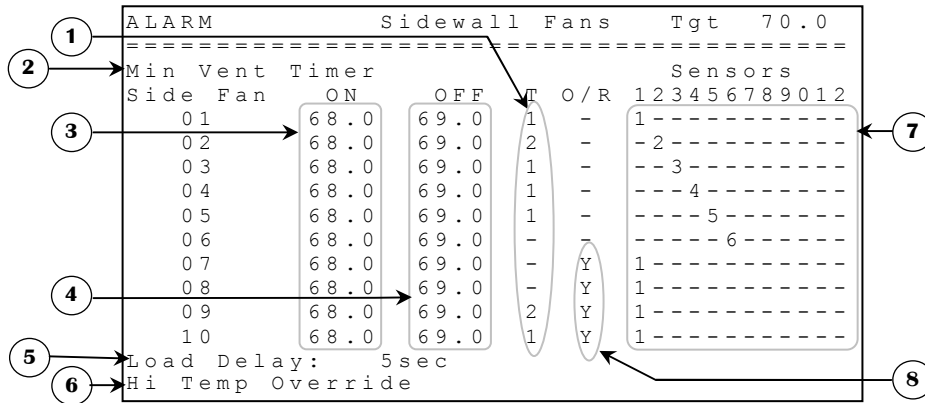 ALARM Sidewall Fans Tgt 70.0
========================================
Min Vent Timer Sensors
Side Fan ON OFF T O/R 123456789012
01 68.0 69.0 1 - 1-----------
02 68.0 69.0 2 - -2----------
03 68.0 69.0 1 - --3---------
04 68.0 69.0 1 - ---4--------
05 68.0 69.0 1 - ----5-------
06 68.0 69.0 - - -----6------
07 68.0 69.0 - Y 1-----------
08 68.0 69.0 - Y 1-----------
09 68.0 69.0 2 Y 1-----------
10 68.0 69.0 1 Y 1-----------
Load Delay: 5sec
Hi Temp Override
1
2
3
4
5
6
7
8